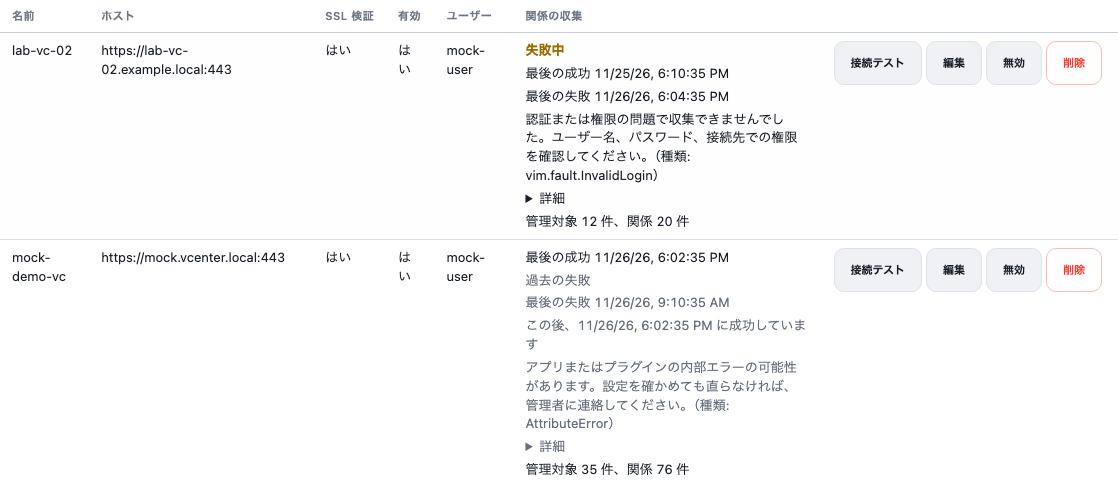 名前 ホスト SSL 検証 有効 ユーザー 関係の収集
lab-vc-02 https://lab-vc-02.example.local:443 はい はい mock-user
失敗中
最後の成功 11/25/26, 6:10:35 PM
最後の失敗 11/26/26, 6:04:35 PM
認証または権限の問題で収集できませんでし
た。ユーザー名、パスワード、接続先での権限
を確認してください。（種類:
vim.fault.InvalidLogin）
▶ 詳細
管理対象 12 件、関係 20 件
接続テスト 編集 無効 削除
mock-demo-vc https://mock.vcenter.local:443 はい はい mock-user
最後の成功 11/26/26, 6:02:35 PM
過去の失敗
最後の失敗 11/26/26, 9:10:35 AM
この後、11/26/26, 6:02:35 PM に成功していま
す
アプリまたはプラグインの内部エラーの可能性
があります。設定を確かめても直らなければ、
管理者に連絡してください。（種類:
AttributeError）
▶ 詳細
管理対象 35 件、関係 76 件
接続テスト 編集 無効 削除